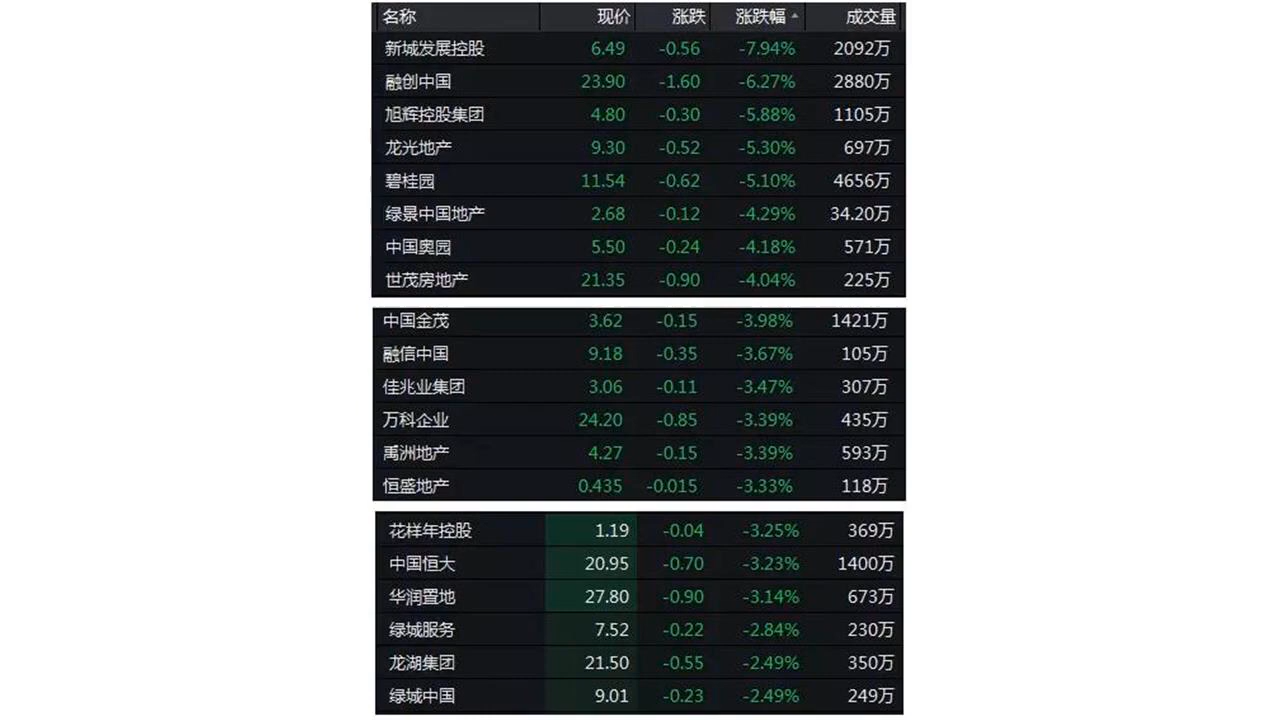 名称 现价 涨跌 涨跌幅 成交量
新城发展控股 6.49 -0.56 -7.94% 2092万
融创中国 23.90 -1.60 -6.27% 2880万
旭辉控股集团 4.80 -0.30 -5.88% 1105万
龙光地产 9.30 -0.52 -5.30% 697万
碧桂园 11.54 -0.62 -5.10% 4656万
绿景中国地产 2.68 -0.12 -4.29% 34.20万
中国奥园 5.50 -0.24 -4.18% 571万
世茂房地产 21.35 -0.90 -4.04% 225万
中国金茂 3.62 -0.15 -3.98% 1421万
融信中国 9.18 -0.35 -3.67% 105万
佳兆业集团 3.06 -0.11 -3.47% 307万
万科企业 24.20 -0.85 -3.39% 435万
禹洲地产 4.27 -0.15 -3.39% 593万
恒盛地产 0.435 -0.015 -3.33% 118万
花样年控股 1.19 -0.04 -3.25% 369万
中国恒大 20.95 -0.70 -3.23% 1400万
华润置地 27.80 -0.90 -3.14% 673万
绿城服务 7.52 -0.22 -2.84% 230万
龙湖集团 21.50 -0.55 -2.49% 350万
绿城中国 9.01 -0.23 -2.49% 249万